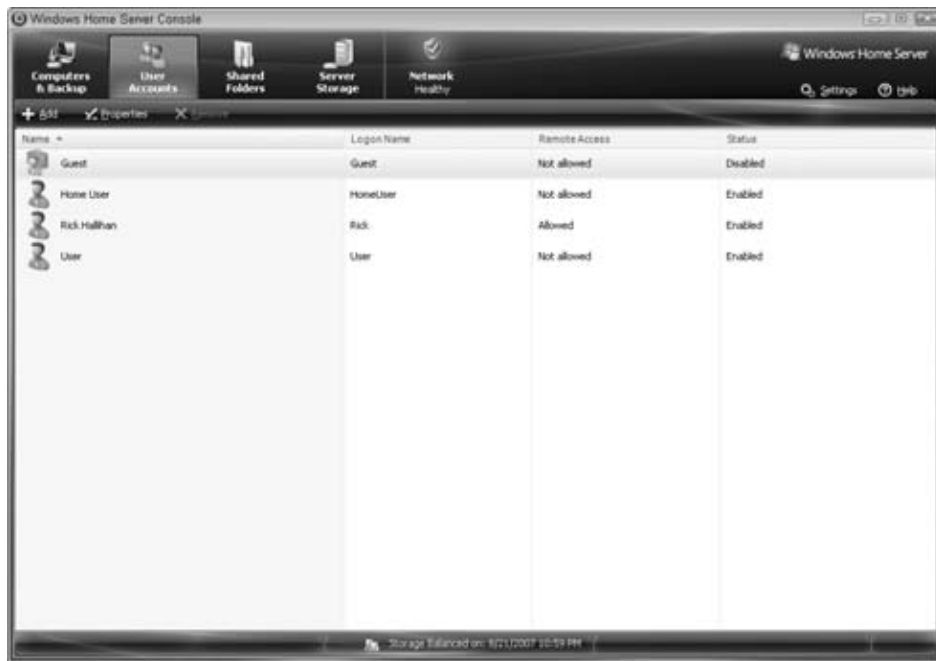 Windows Home Server Console
Computers & Backup
User Accounts
Shared Folders
Server Storage
Network Healthy
Windows Home Server
Settings Help
Add Properties Remove
Name Logon Name Remote Access Status
Guest Guest Not allowed Disabled
Home User HomeUser Not allowed Enabled
Rick Hallihan Rick Allowed Enabled
User User Not allowed Enabled
Storage Balanced on: 8/21/2007 10:59 PM